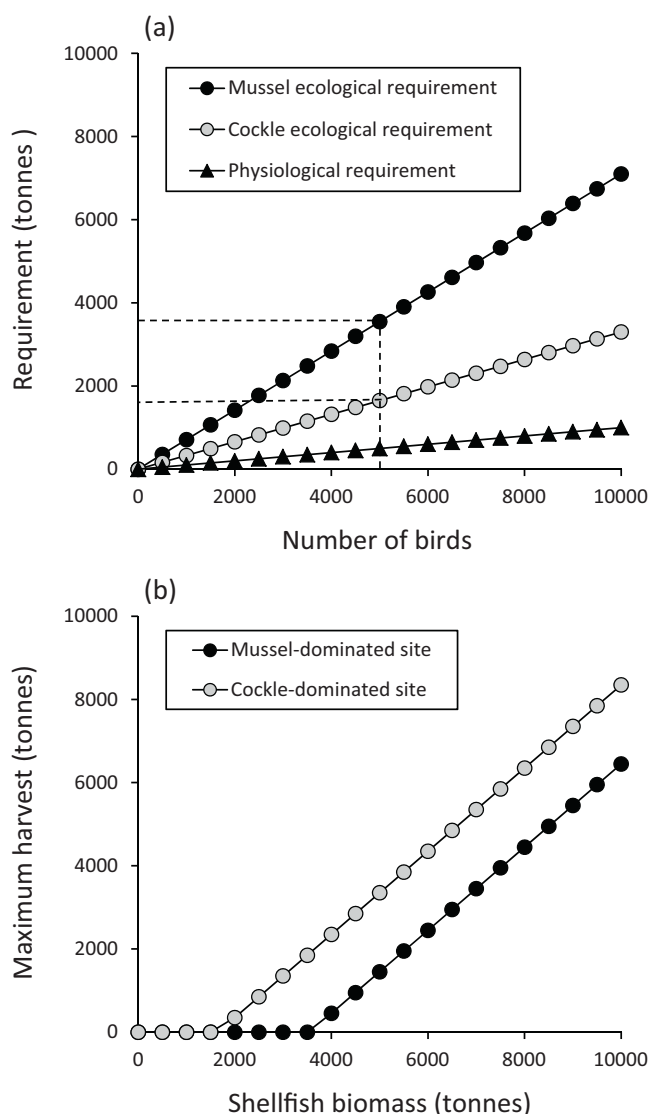 (a)
10000
8000
6000
4000
2000
0
Requirement (tonnes )
Mussel ecological requirement
Cockle ecological requirement
Physiological requirement
0 2000 4000 6000 8000 10000
Number of birds
(b)
10000
8000
6000
4000
2000
0
Maximum harvest (tonnes)
Mussel-dominated site
Cockle-dominated site
0 2000 4000 6000 8000 10000
Shellfish biomass (tonnes)